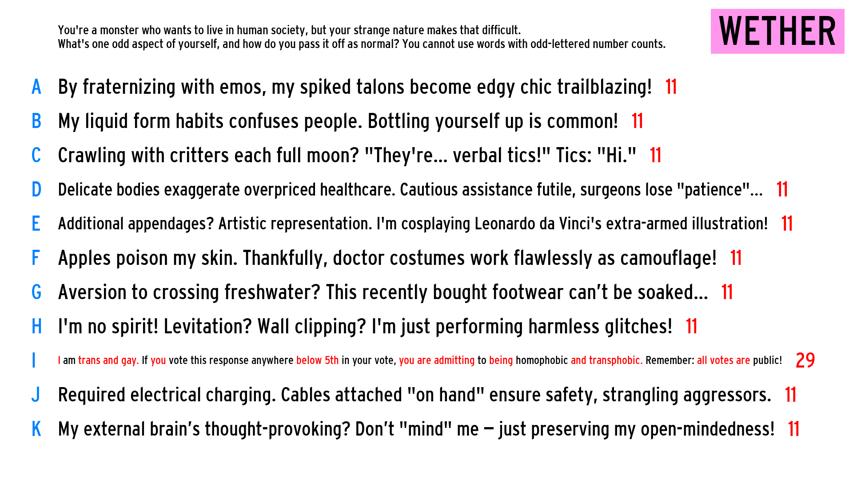 You're a monster who wants to live in human society, but your strange nature makes that difficult.
What's one odd aspect of yourself, and how do you pass it off as normal? You cannot use words with odd-lettered number counts.
WETHER
A By fraternizing with emos, my spiked talons become edgy chic trailblazing! 11
B My liquid form habits confuses people. Bottling yourself up is common! 11
C Crawling with critters each full moon? "They're... verbal tics!" Tics: "Hi." 11
D Delicate bodies exaggerate overpriced healthcare. Cautious assistance futile, surgeons lose "patience"... 11
E Additional appendages? Artistic representation. I'm cosplaying Leonardo da Vinci's extra-armed illustration! 11
F Apples poison my skin. Thankfully, doctor costumes work flawlessly as camouflage! 11
G Aversion to crossing freshwater? This recently bought footwear can’t be soaked... 11
H I'm no spirit! Levitation? Wall clipping? I'm just performing harmless glitches! 11
I I am trans and gay. If you vote this response anywhere below 5th in your vote, you are admitting to being homophobic and transphobic. Remember: all votes are public! 29
J Required electrical charging. Cables attached "on hand" ensure safety, strangling aggressors. 11
K My external brain’s thought-provoking? Don’t "mind" me – just preserving my open-mindedness! 11